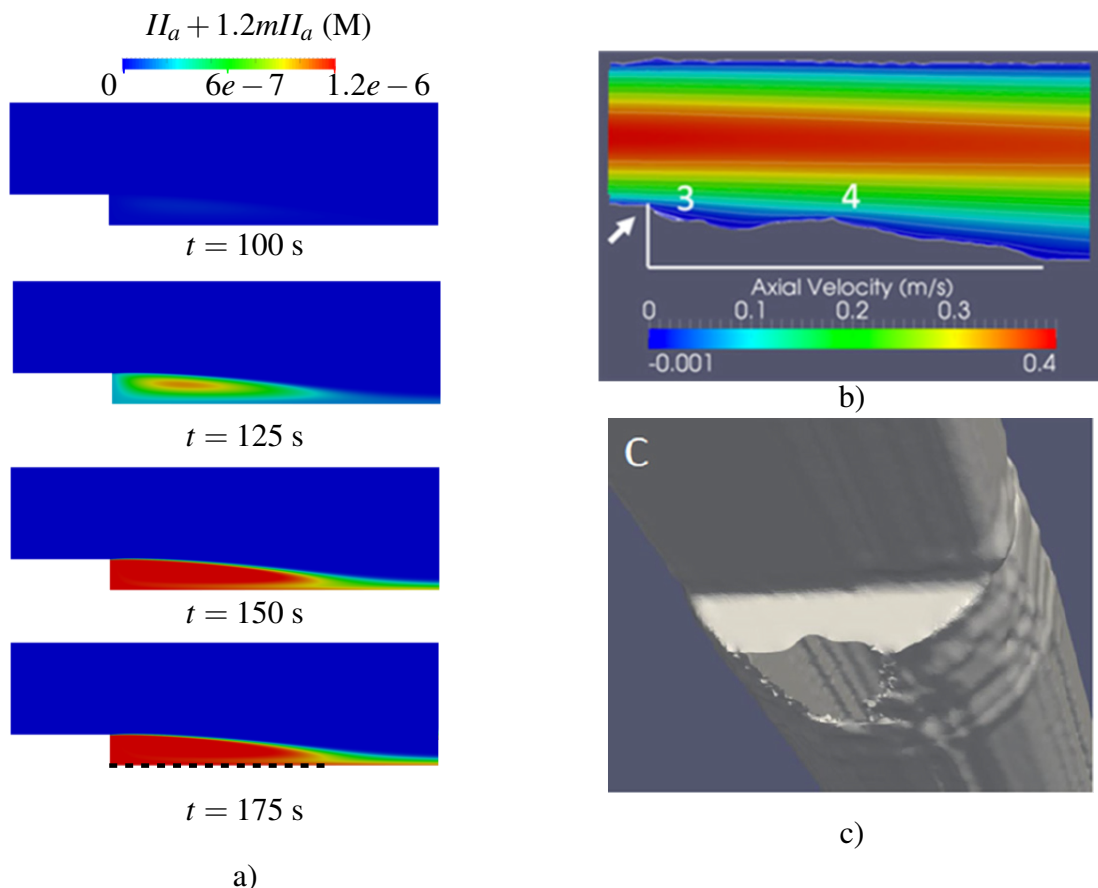 II_a + 1.2mII_a (M)
0 6e − 7 1.2e − 6
t = 100 s
t = 125 s
t = 150 s
t = 175 s
a)
3 4
Axial Velocity (m/s)
0 0.1 0.2 0.3
-0.001 0.4
b)
C
c)